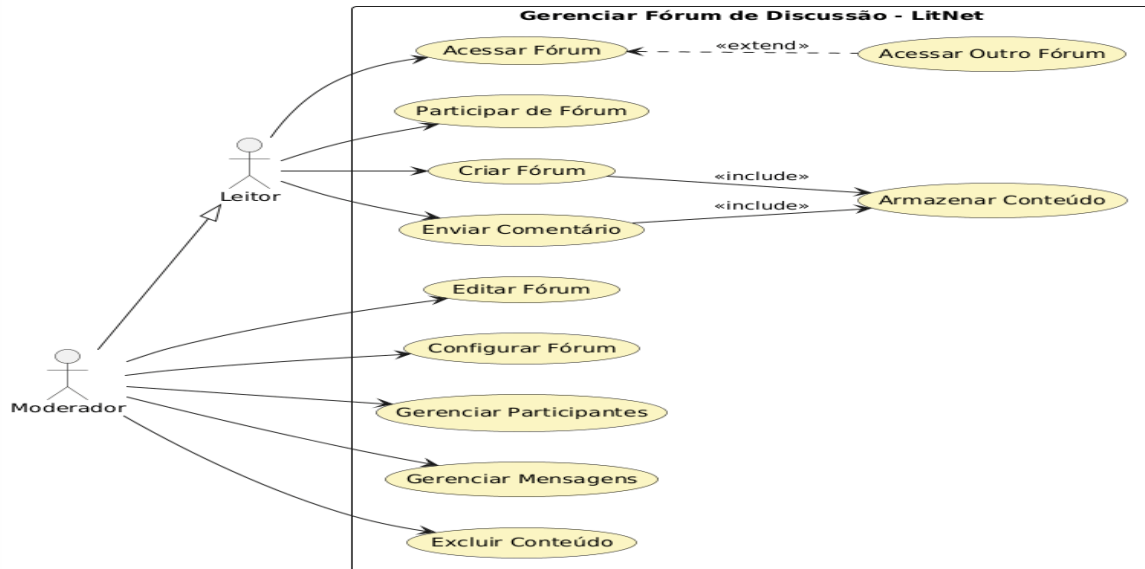 Gerenciar Fórum de Discussão - LitNet
Acessar Fórum
«extend»
Acessar Outro Fórum
Participar de Fórum
Leitor
Criar Fórum
«include»
Armazenar Conteúdo
«include»
Enviar Comentário
Editar Fórum
Moderador
Configurar Fórum
Gerenciar Participantes
Gerenciar Mensagens
Excluir Conteúdo